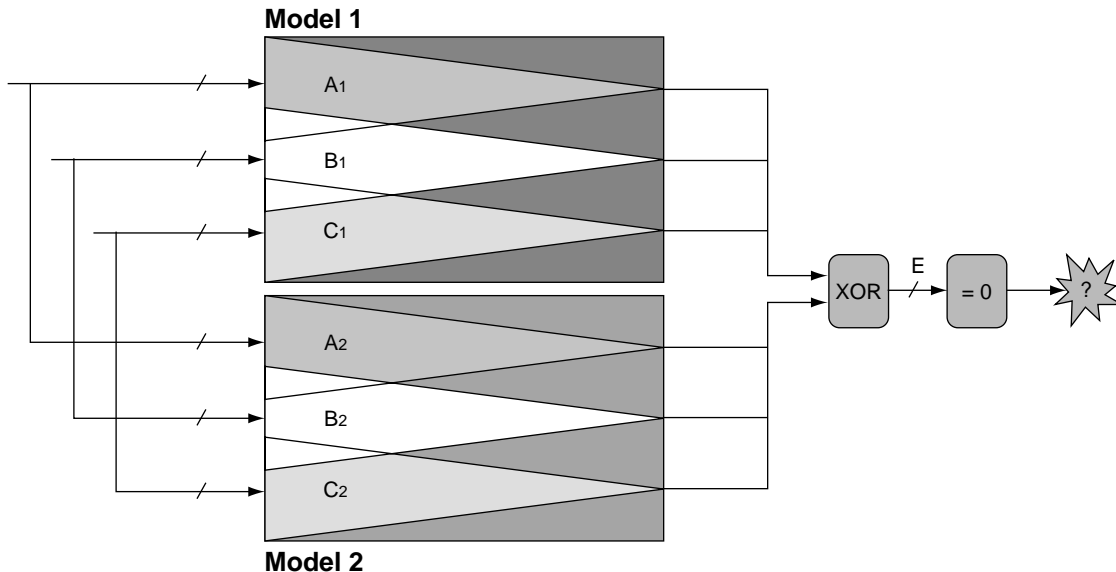 Model 1
A1
B1
C1
E
XOR
= 0
?
A2
B2
C2
Model 2